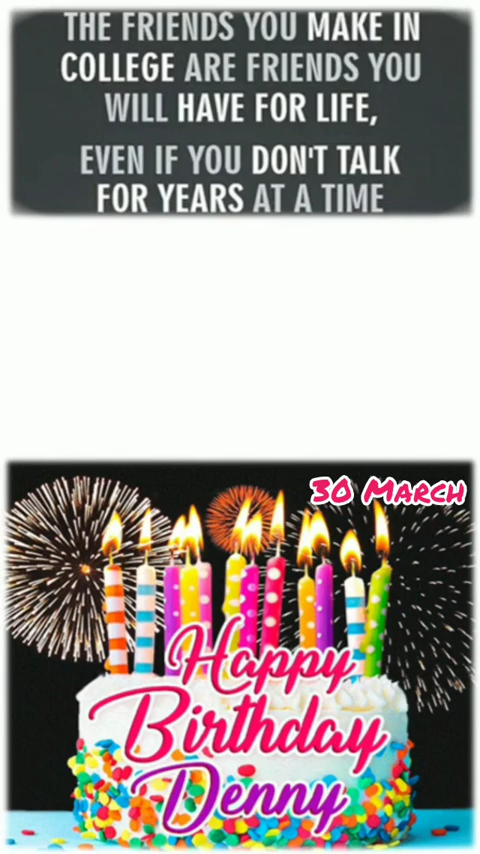 THE FRIENDS YOU MAKE IN
COLLEGE ARE FRIENDS YOU
WILL HAVE FOR LIFE,
EVEN IF YOU DON'T TALK
FOR YEARS AT A TIME
30 MARCH
Happy
Birthday
Denny